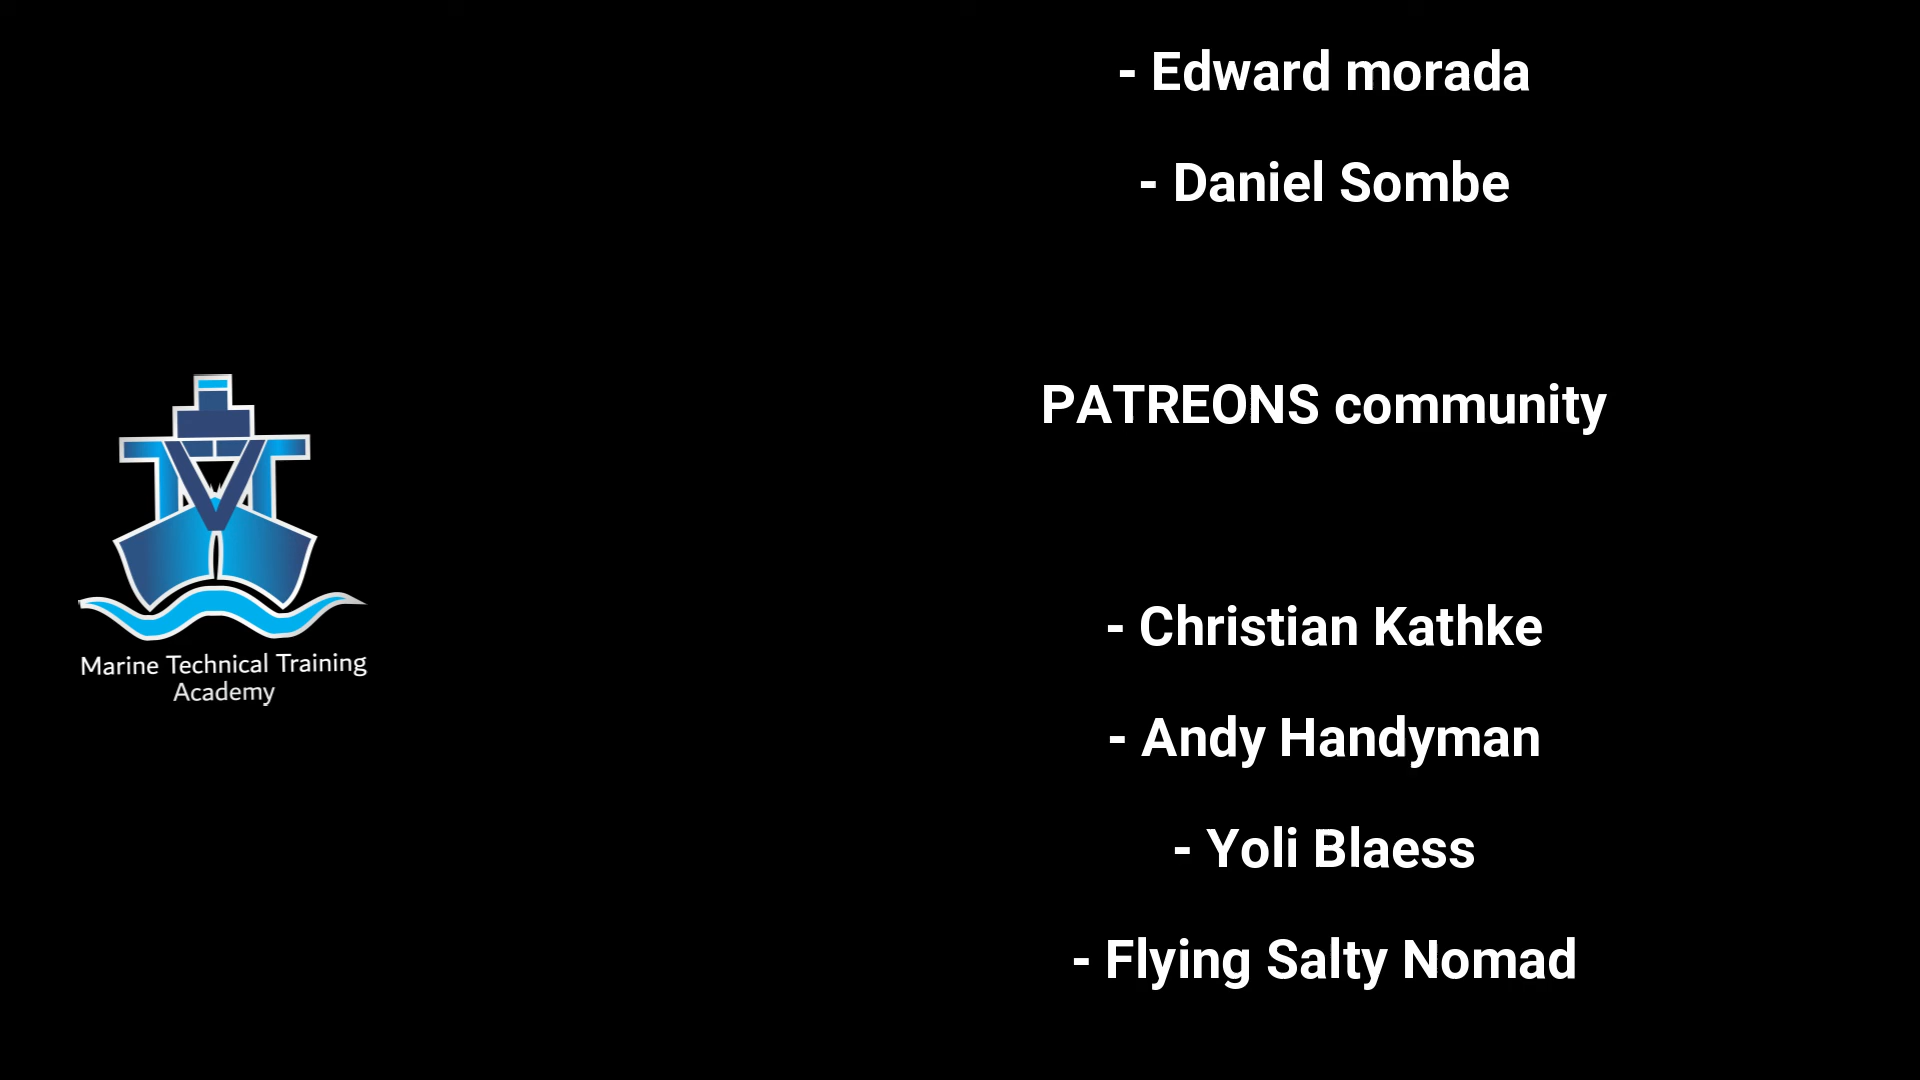 - Edward morada
- Daniel Sombe
PATREONS community
- Christian Kathke
- Andy Handyman
- Yoli Blaess
- Flying Salty Nomad
Marine Technical Training
Academy